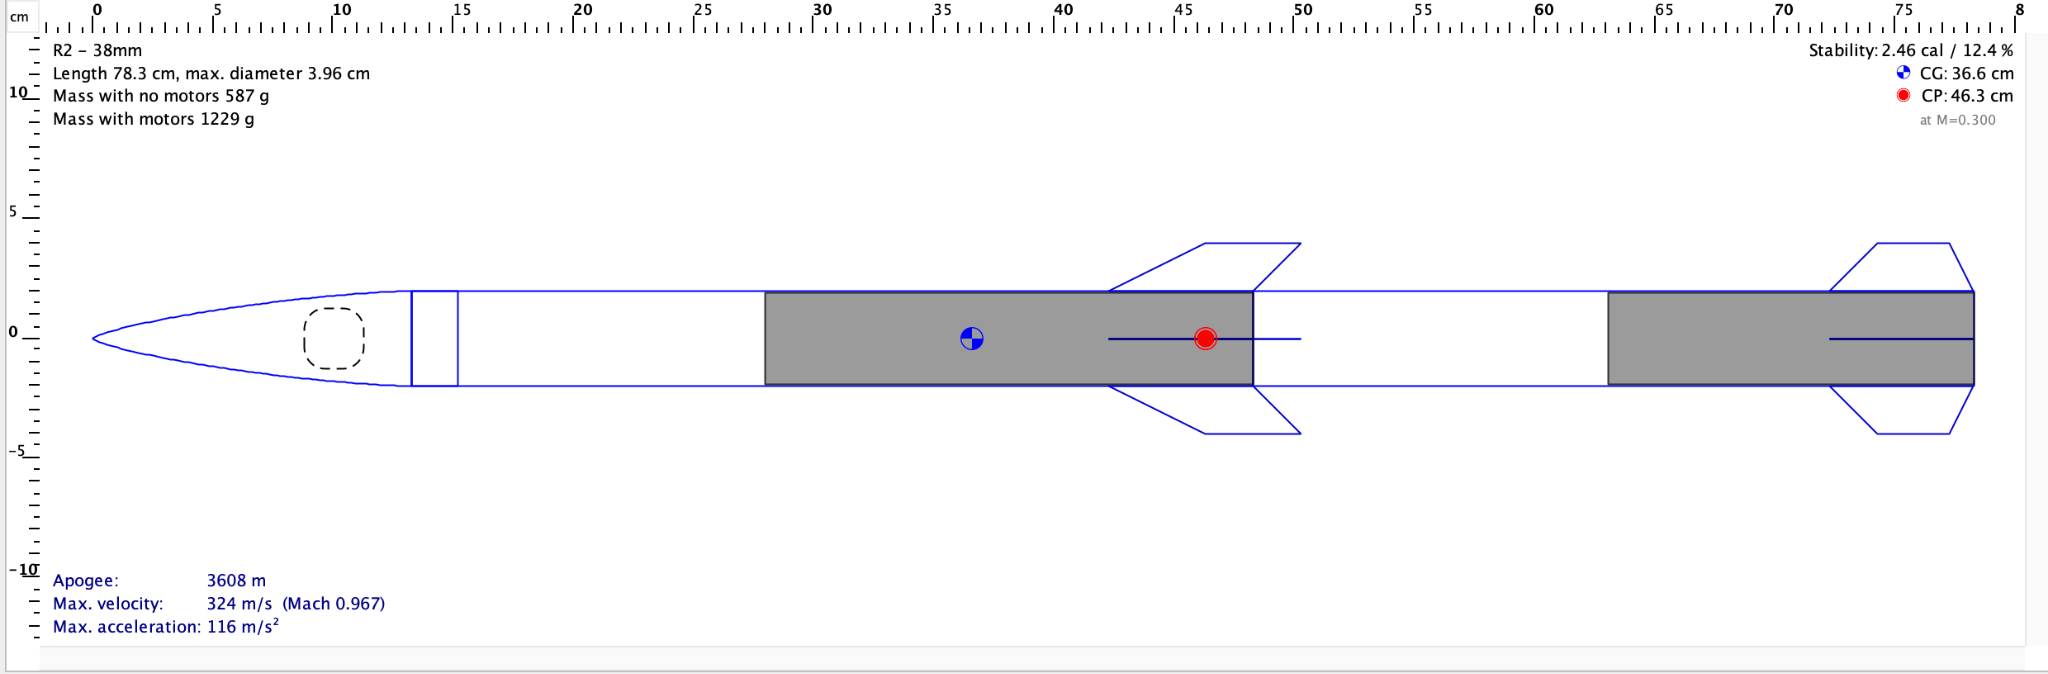 cm
0 5 10 15 20 25 30 35 40 45 50 55 60 65 70 75 8
R2 – 38mm
Length 78.3 cm, max. diameter 3.96 cm
Mass with no motors 587 g
Mass with motors 1229 g
Stability: 2.46 cal / 12.4 %
CG: 36.6 cm
CP: 46.3 cm
at M=0.300
10
5
0
-5
-10
Apogee: 3608 m
Max. velocity: 324 m/s (Mach 0.967)
Max. acceleration: 116 m/s²